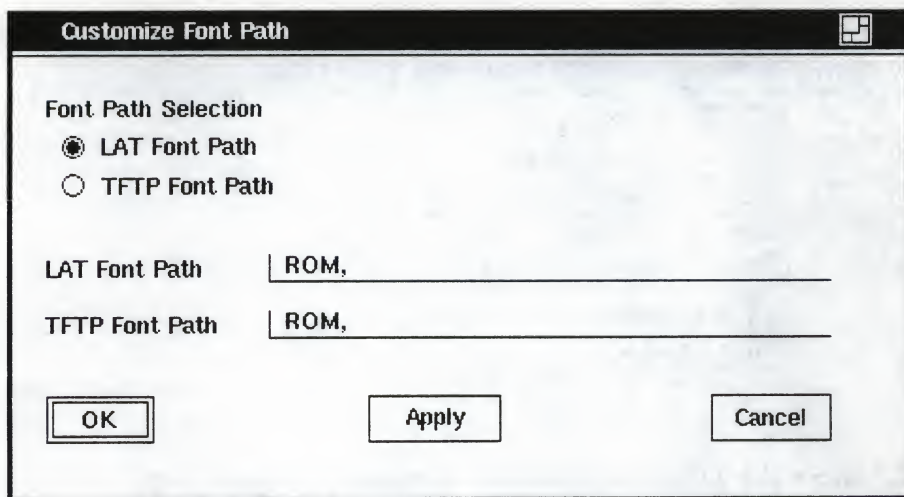 Customize Font Path
Font Path Selection
LAT Font Path
TFTP Font Path
LAT Font Path ROM,
TFTP Font Path ROM,
OK Apply Cancel